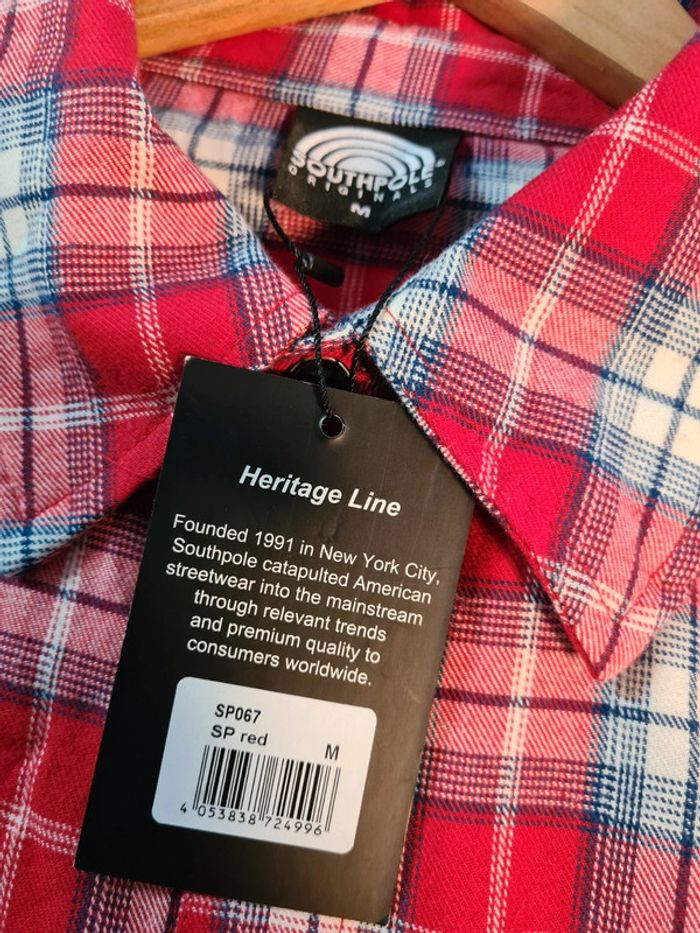 SOUTHPOLE
ORIGINALS
M
Heritage Line
Founded 1991 in New York City,
Southpole catapulted American
streetwear into the mainstream
through relevant trends
and premium quality to
consumers worldwide.
SP067
SP red M
4 053838 724996